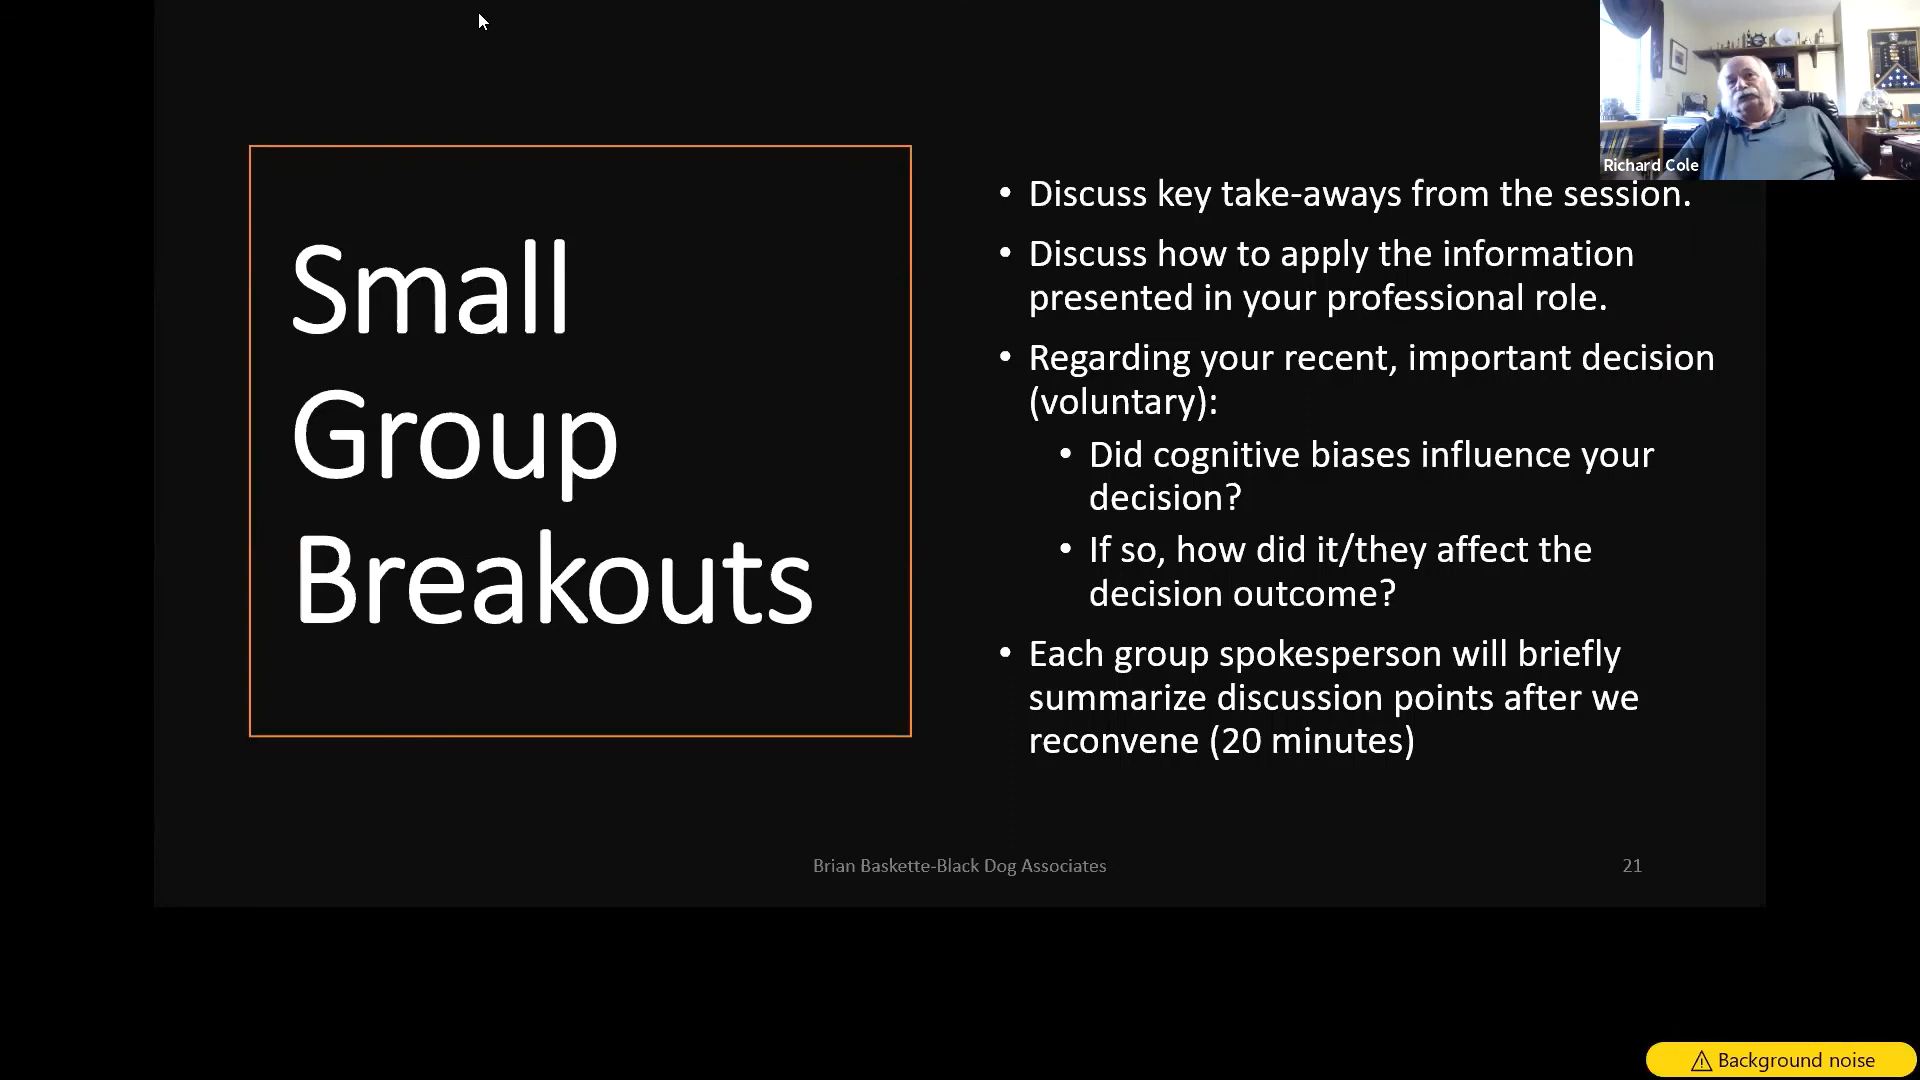 Richard Cole
Small
Group
Breakouts
• Discuss key take-aways from the session.
• Discuss how to apply the information
presented in your professional role.
• Regarding your recent, important decision
(voluntary):
• Did cognitive biases influence your
decision?
• If so, how did it/they affect the
decision outcome?
• Each group spokesperson will briefly
summarize discussion points after we
reconvene (20 minutes)
Brian Baskette-Black Dog Associates
21
Background noise